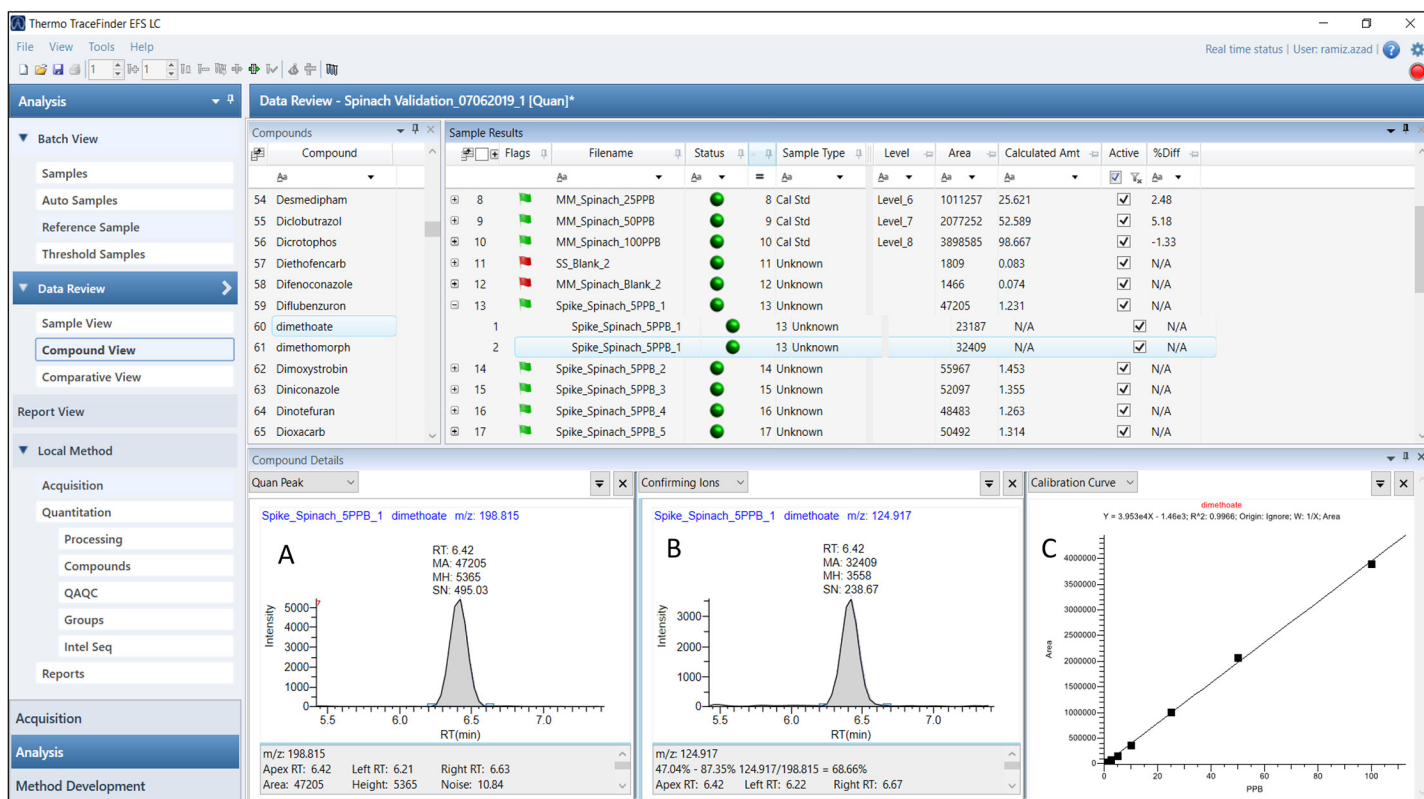 Thermo TraceFinder EFS LC
File View Tools Help
Real time status | User: ramiz.azad | ?
1 1
Analysis
Batch View
Samples
Auto Samples
Reference Sample
Threshold Samples
Data Review
Sample View
Compound View
Comparative View
Report View
Local Method
Acquisition
Quantitation
Processing
Compounds
QAQC
Groups
Intel Seq
Reports
Acquisition
Analysis
Method Development
Data Review - Spinach Validation_07062019_1 [Quan]*
Compounds
Compound
Aa
54 Desmedipham
55 Diclobutrazol
56 Dicrotophos
57 Diethofencarb
58 Difenoconazole
59 Diflubenzuron
60 dimethoate
61 dimethomorph
62 Dimoxystrobin
63 Diniconazole
64 Dinotefuran
65 Dioxacarb
Sample Results
Flags Filename Status Sample Type Level Area Calculated Amt Active %Diff
Aa Aa = Aa Aa Aa Aa Aa
8 MM_Spinach_25PPB 8 Cal Std Level_6 1011257 25.621 2.48
9 MM_Spinach_50PPB 9 Cal Std Level_7 2077252 52.589 5.18
10 MM_Spinach_100PPB 10 Cal Std Level_8 3898585 98.667 -1.33
11 SS_Blank_2 11 Unknown 1809 0.083 N/A
12 MM_Spinach_Blank_2 12 Unknown 1466 0.074 N/A
13 Spike_Spinach_5PPB_1 13 Unknown 47205 1.231 N/A
1 Spike_Spinach_5PPB_1 13 Unknown 23187 N/A N/A
2 Spike_Spinach_5PPB_1 13 Unknown 32409 N/A N/A
14 Spike_Spinach_5PPB_2 14 Unknown 55967 1.453 N/A
15 Spike_Spinach_5PPB_3 15 Unknown 52097 1.355 N/A
16 Spike_Spinach_5PPB_4 16 Unknown 48483 1.263 N/A
17 Spike_Spinach_5PPB_5 17 Unknown 50492 1.314 N/A
Compound Details
Quan Peak
Spike_Spinach_5PPB_1 dimethoate m/z: 198.815
A
RT: 6.42
MA: 47205
MH: 5365
SN: 495.03
Intensity
5000
4000
3000
2000
1000
0
5.5 6.0 6.5 7.0
RT(min)
m/z: 198.815
Apex RT: 6.42 Left RT: 6.21 Right RT: 6.63
Area: 47205 Height: 5365 Noise: 10.84
Confirming Ions
Spike_Spinach_5PPB_1 dimethoate m/z: 124.917
B
RT: 6.42
MA: 32409
MH: 3558
SN: 238.67
Intensity
3000
2000
1000
0
5.5 6.0 6.5 7.0
RT(min)
m/z: 124.917
47.04% - 87.35% 124.917/198.815 = 68.66%
Apex RT: 6.42 Left RT: 6.22 Right RT: 6.67
Calibration Curve
dimethoate
Y = 3.953e4X - 1.46e3; R^2: 0.9966; Origin: Ignore; W: 1/X; Area
C
Area
4000000
3500000
3000000
2500000
2000000
1500000
1000000
500000
0
0 20 40 60 80 100
PPB